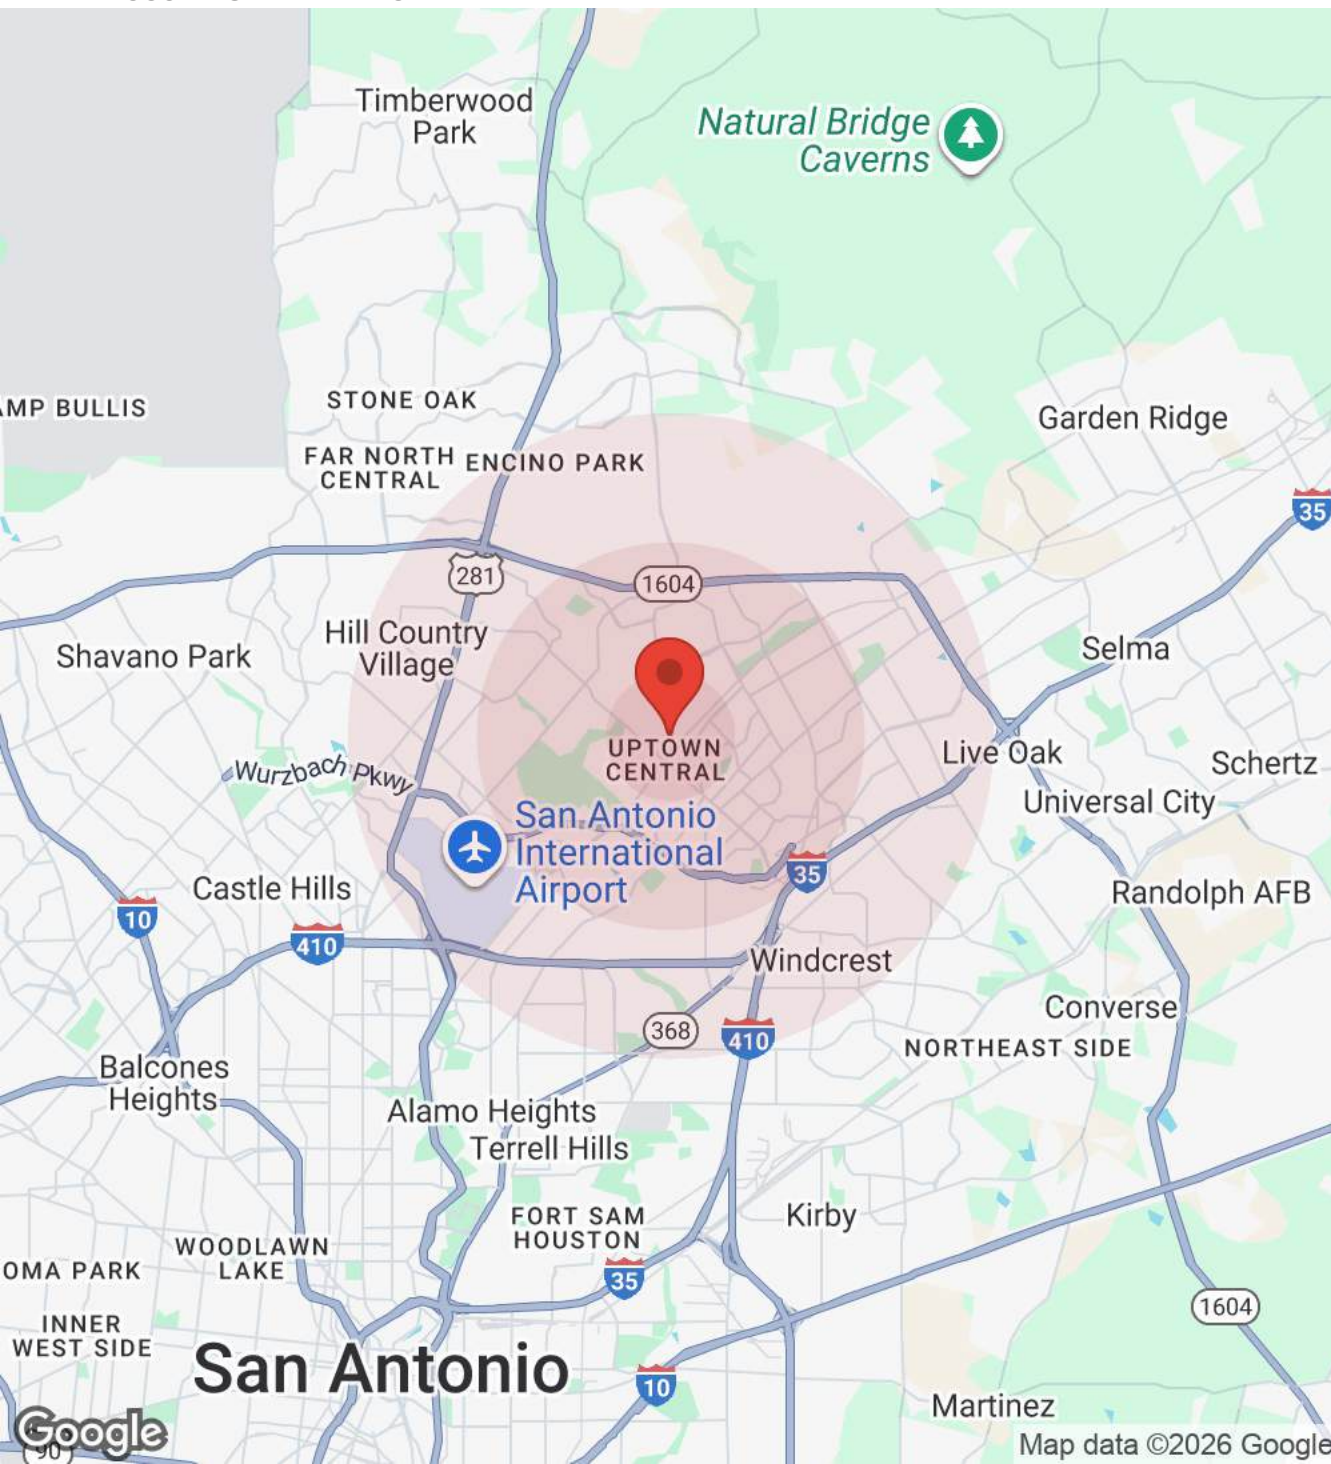 Timberwood
Park
Natural Bridge
Caverns
AMP BULLIS
STONE OAK
Garden Ridge
FAR NORTH
CENTRAL
ENCINO PARK
35
281
1604
Hill Country
Village
Shavano Park
Selma
UPTOWN
CENTRAL
Live Oak
Schertz
Wurzbach Pkwy
Universal City
San Antonio
International
Airport
35
Castle Hills
Randolph AFB
10
410
Windcrest
Converse
368
410
NORTHEAST SIDE
Balcones
Heights
Alamo Heights
Terrell Hills
Kirby
FORT SAM
HOUSTON
WOODLAWN
LAKE
OMA PARK
35
1604
INNER
WEST SIDE
San Antonio
10
Martinez
Google
90
Map data ©2026 Google